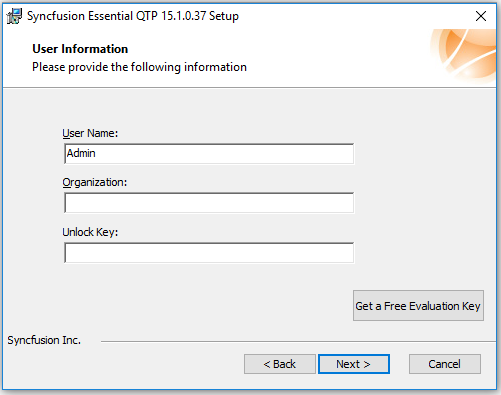 Syncfusion Essential QTP 15.1.0.37 Setup
User Information
Please provide the following information
User Name:
Admin
Organization:
Unlock Key:
Get a Free Evaluation Key
Syncfusion Inc.
< Back
Next >
Cancel